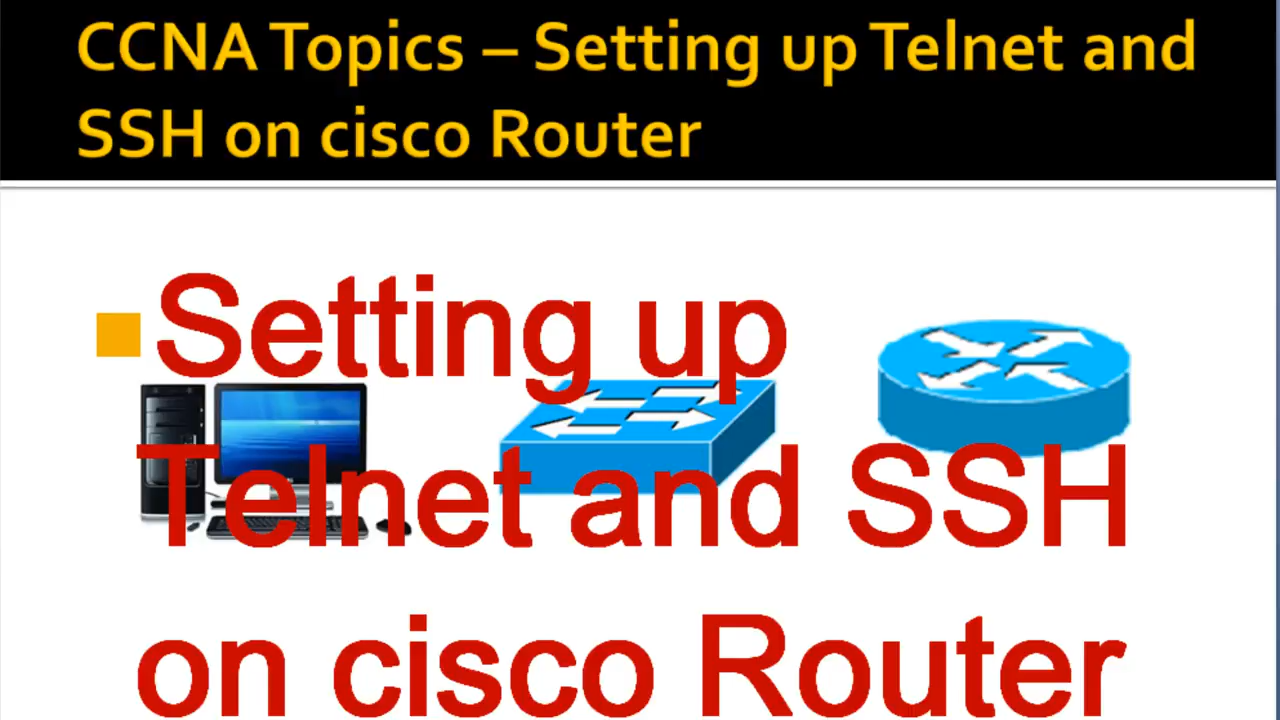 CCNA Topics – Setting up Telnet and
SSH on cisco Router
Setting up
Telnet and SSH
on cisco Router